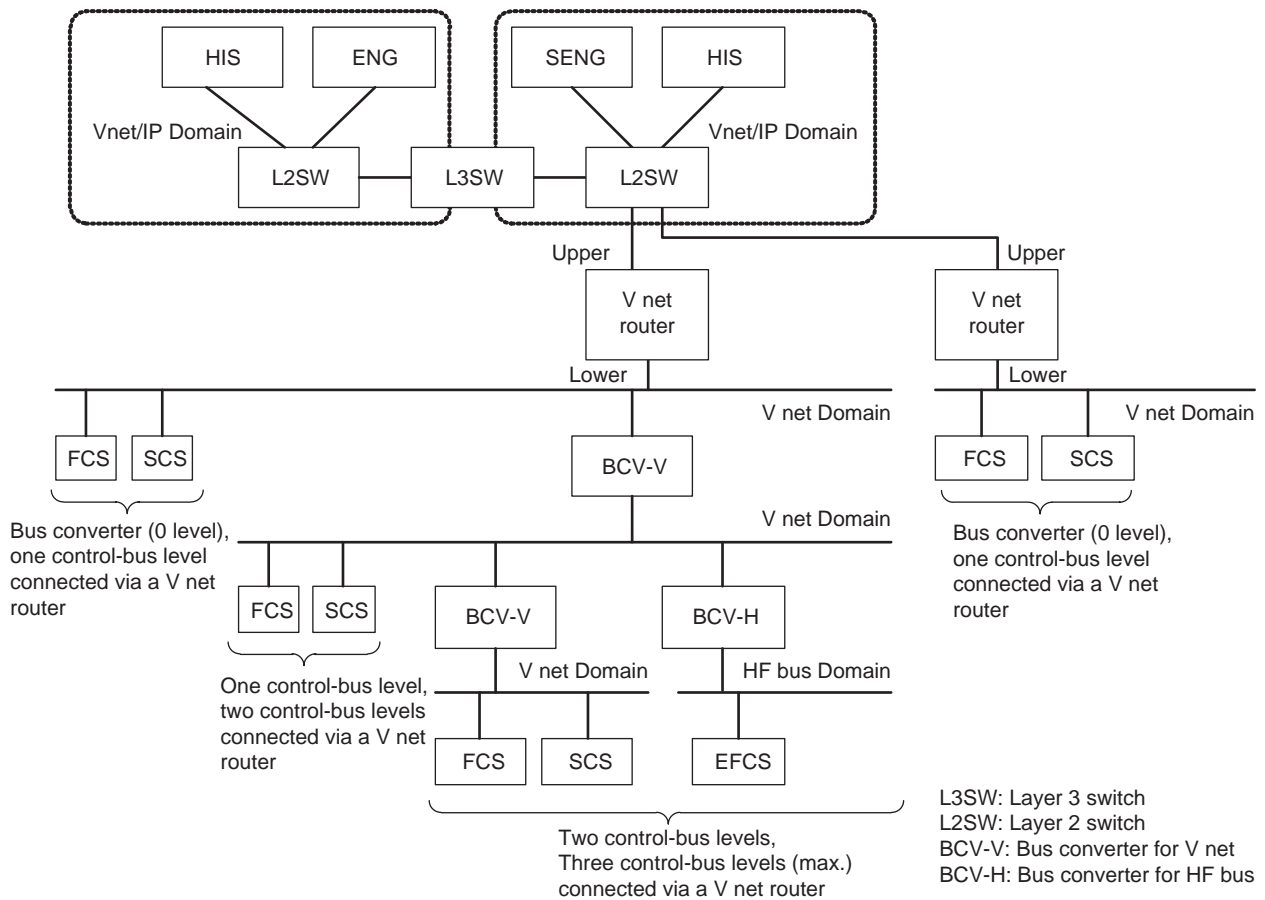 HIS
ENG
SENG
HIS
Vnet/IP Domain
Vnet/IP Domain
L2SW
L3SW
L2SW
Upper
Upper
V net
router
V net
router
Lower
Lower
V net Domain
V net Domain
FCS
SCS
BCV-V
FCS
SCS
Bus converter (0 level),
one control-bus level
connected via a V net
router
V net Domain
Bus converter (0 level),
one control-bus level
connected via a V net
router
FCS
SCS
BCV-V
BCV-H
One control-bus level,
two control-bus levels
connected via a V net
router
V net Domain
HF bus Domain
FCS
SCS
EFCS
Two control-bus levels,
Three control-bus levels (max.)
connected via a V net router
L3SW: Layer 3 switch
L2SW: Layer 2 switch
BCV-V: Bus converter for V net
BCV-H: Bus converter for HF bus